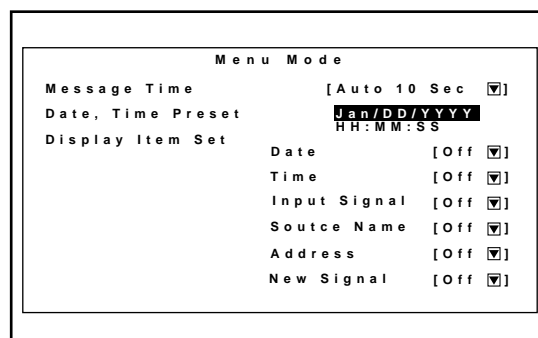 Menu Mode
Message Time [Auto 10 Sec ▼]
Date, Time Preset Jan/DD/YYYY
HH:MM:SS
Display Item Set
Date [Off ▼]
Time [Off ▼]
Input Signal [Off ▼]
Soutce Name [Off ▼]
Address [Off ▼]
New Signal [Off ▼]